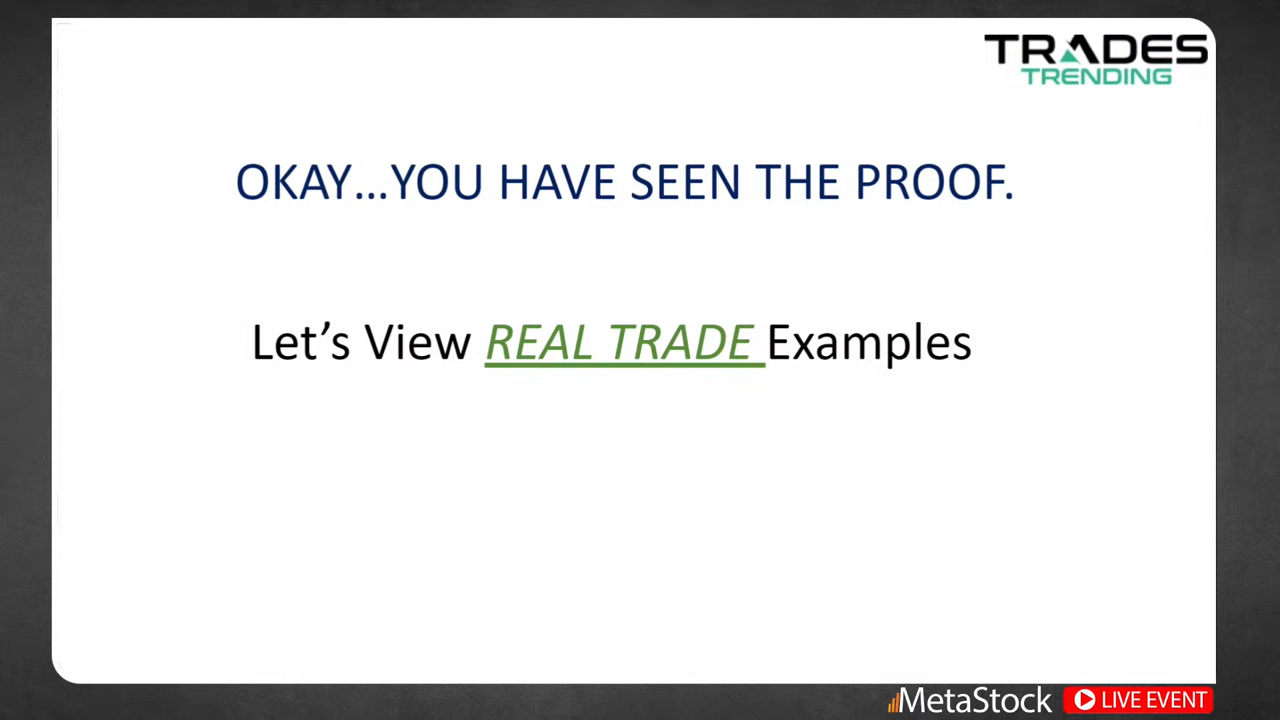 TRADES
TRENDING
OKAY...YOU HAVE SEEN THE PROOF.
Let’s View REAL TRADE Examples
MetaStock LIVE EVENT